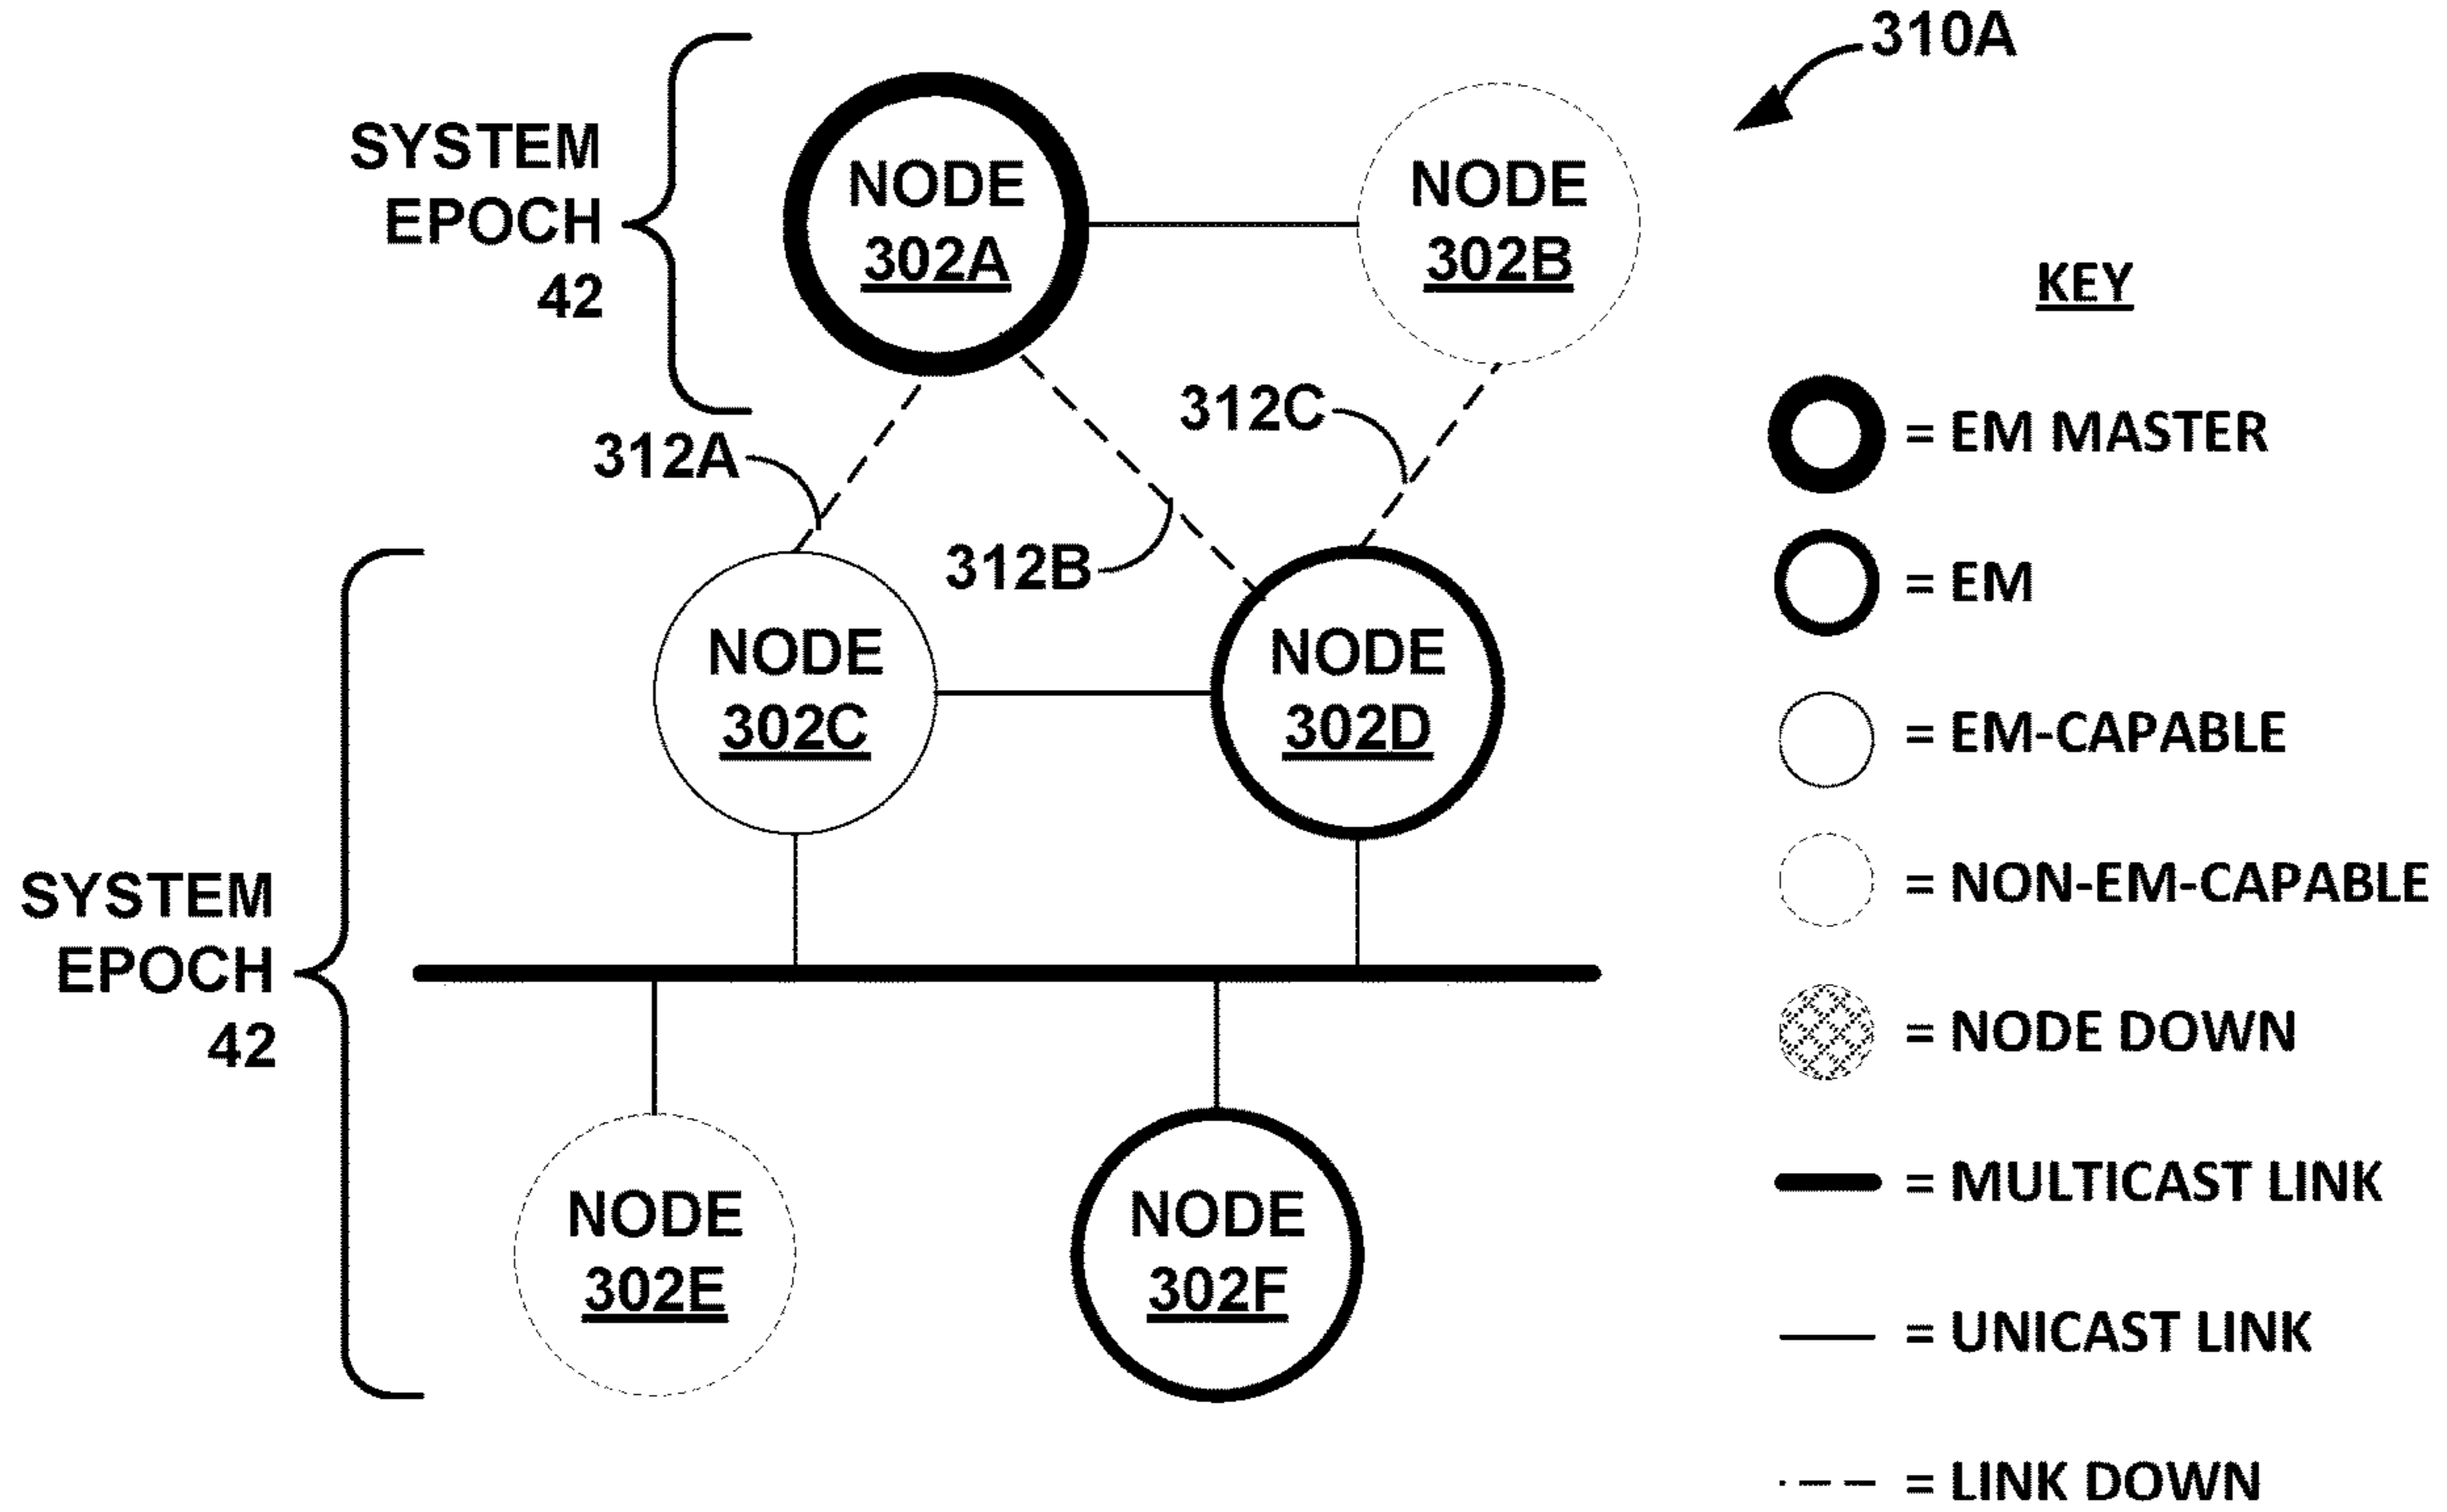 310A
SYSTEM
EPOCH
42
NODE
302A
NODE
302B
312A
312B
312C
SYSTEM
EPOCH
42
NODE
302C
NODE
302D
NODE
302E
NODE
302F
KEY
= EM MASTER
= EM
= EM-CAPABLE
= NON-EM-CAPABLE
= NODE DOWN
= MULTICAST LINK
= UNICAST LINK
= LINK DOWN